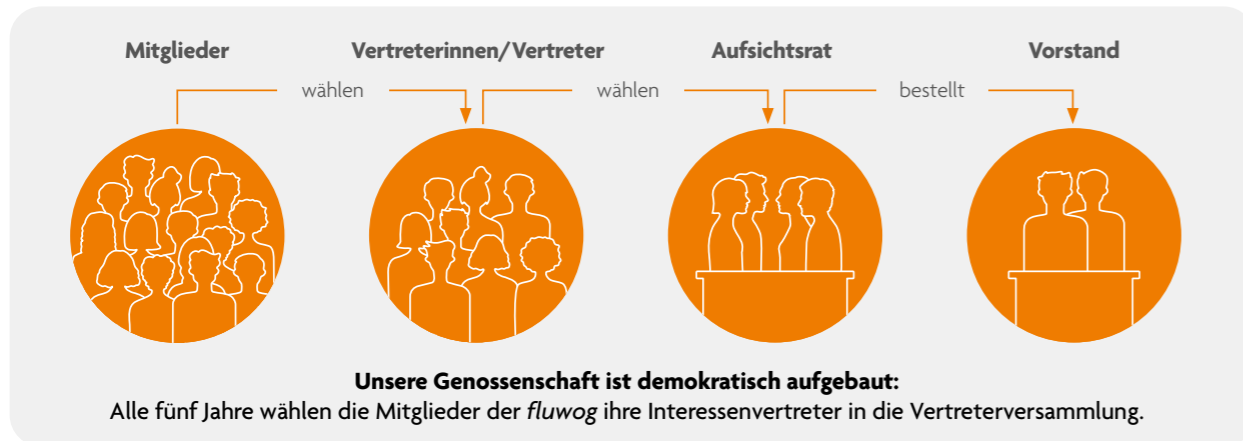 Mitglieder Vertreterinnen/Vertreter Aufsichtsrat Vorstand
wählen wählen bestellt
Unsere Genossenschaft ist demokratisch aufgebaut:
Alle fünf Jahre wählen die Mitglieder der fluwog ihre Interessenvertreter in die Vertreterversammlung.